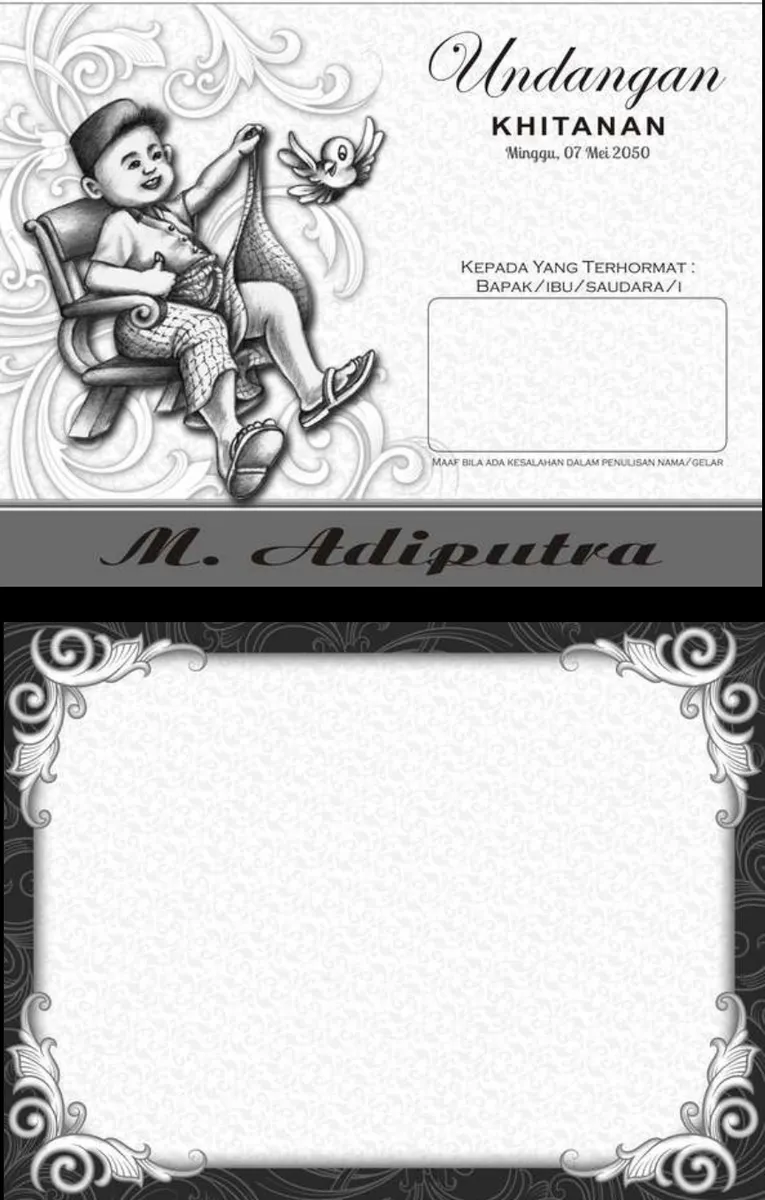 Undangan
KHITANAN
Minggu, 07 Mei 2050
KEPADA YANG TERHORMAT :
BAPAK/IBU/SAUDARA/I
MAAF BILA ADA KESALAHAN DALAM PENULISAN NAMA/GELAR
M. Adiputra